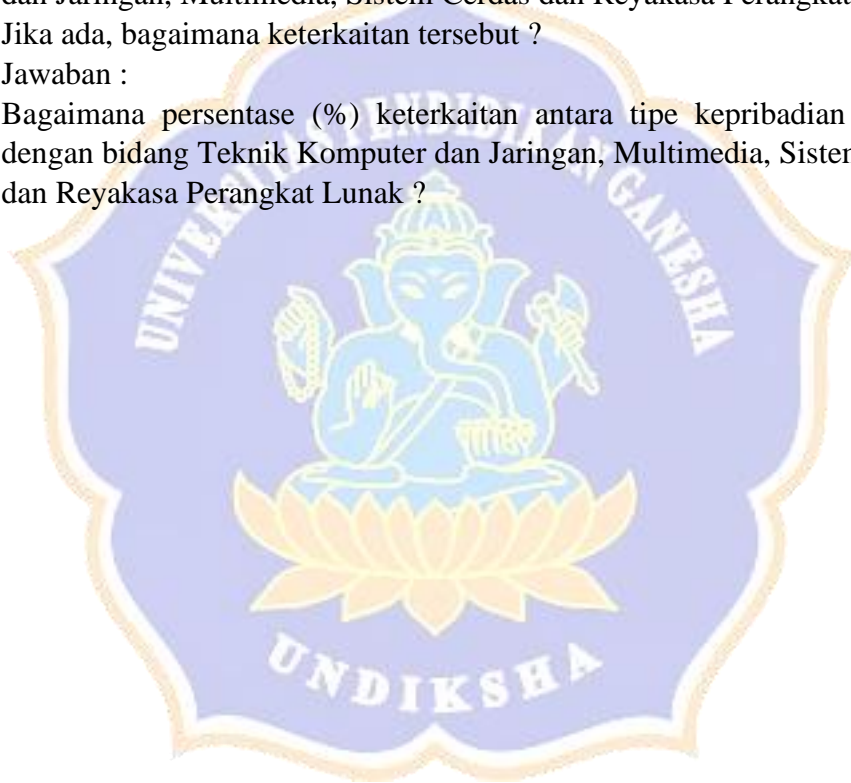 dan Jaringan, Multimedia, Sistem Cerdas dan Reyakasa Perangkat
Jika ada, bagaimana keterkaitan tersebut ?
Jawaban :
Bagaimana persentase (%) keterkaitan antara tipe kepribadian
dengan bidang Teknik Komputer dan Jaringan, Multimedia, Sistem
dan Reyakasa Perangkat Lunak ?
UNIVERSITAS PENDIDIKAN GANESHA
UNDIKSHA